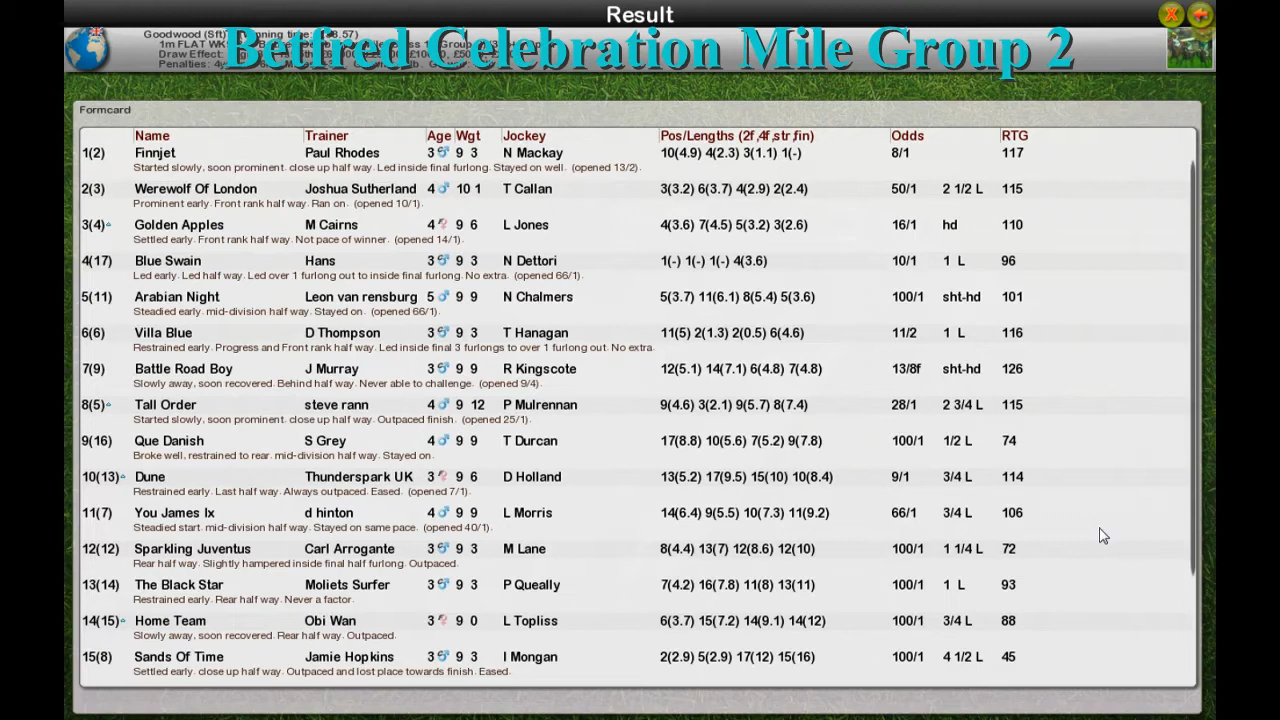 Result
Goodwood (Sft)
Betfred Celebration Mile Group 2
1m FLAT
Draw Effect:
Penalties:
Formcard
Name Trainer Age Wgt Jockey Pos/Lengths (2f,4f,str,fin) Odds RTG
1(2) Finnjet Paul Rhodes 3 9 3 N Mackay 10(4.9) 4(2.3) 3(1.1) 1(-) 8/1 117
Started slowly, soon prominent. close up half way. Led inside final furlong. Stayed on well. (opened 13/2).
2(3) Werewolf Of London Joshua Sutherland 4 10 1 T Callan 3(3.2) 6(3.7) 4(2.9) 2(2.4) 50/1 2 1/2 L 115
Prominent early. Front rank half way. Ran on. (opened 10/1).
3(4) Golden Apples M Cairns 4 9 6 L Jones 4(3.6) 7(4.5) 5(3.2) 3(2.6) 16/1 hd 110
Settled early. Front rank half way. Not pace of winner. (opened 14/1).
4(17) Blue Swain Hans 3 9 3 N Dettori 1(-) 1(-) 1(-) 4(3.6) 10/1 1 L 96
Led early. Led half way. Led over 1 furlong out to inside final furlong. No extra. (opened 66/1).
5(11) Arabian Night Leon van rensburg 5 9 9 N Chalmers 5(3.7) 11(6.1) 8(5.4) 5(3.6) 100/1 sht-hd 101
Steadied early. mid-division half way. Stayed on. (opened 66/1).
6(6) Villa Blue D Thompson 3 9 3 T Hanagan 11(5) 2(1.3) 2(0.5) 6(4.6) 11/2 1 L 116
Restrained early. Progress and Front rank half way. Led inside final 3 furlongs to over 1 furlong out. No extra.
7(9) Battle Road Boy J Murray 3 9 3 R Kingscote 12(5.1) 14(7.1) 6(4.8) 7(4.8) 13/8f sht-hd 126
Slowly away, soon recovered. Behind half way. Never able to challenge. (opened 9/4).
8(5) Tall Order steve rann 4 9 12 P Mulrennan 9(4.6) 3(2.1) 9(5.7) 8(7.4) 28/1 2 3/4 L 115
Started slowly, soon prominent. close up half way. Outpaced finish. (opened 25/1).
9(16) Que Danish S Grey 4 9 9 T Durcan 17(8.8) 10(5.6) 7(5.2) 9(7.8) 100/1 1/2 L 74
Broke well, restrained to rear. mid-division half way. Stayed on.
10(13) Dune Thunderspark UK 3 9 6 D Holland 13(5.2) 17(9.5) 15(10) 10(8.4) 9/1 3/4 L 114
Restrained early. Last half way. Always outpaced. Eased. (opened 7/1).
11(7) You James Ix d hinton 4 9 9 L Morris 14(6.4) 9(5.5) 10(7.3) 11(9.2) 66/1 3/4 L 106
Steadied start. mid-division half way. Stayed on same pace. (opened 40/1).
12(12) Sparkling Juventus Carl Arrogante 3 9 3 M Lane 8(4.4) 13(7) 12(8.6) 12(10) 100/1 1 1/4 L 72
Rear half way. Slightly hampered inside final half furlong. Outpaced.
13(14) The Black Star Moliets Surfer 3 9 3 P Queally 7(4.2) 16(7.8) 11(8) 13(11) 100/1 1 L 93
Restrained early. Rear half way. Never a factor.
14(15) Home Team Obi Wan 3 9 0 L Topliss 6(3.7) 15(7.2) 14(9.1) 14(12) 100/1 3/4 L 88
Slowly away, soon recovered. Rear half way. Outpaced.
15(8) Sands Of Time Jamie Hopkins 3 9 3 I Mongan 2(2.9) 5(2.9) 17(12) 15(16) 100/1 4 1/2 L 45
Settled early. close up half way. Outpaced and lost place towards finish. Eased.